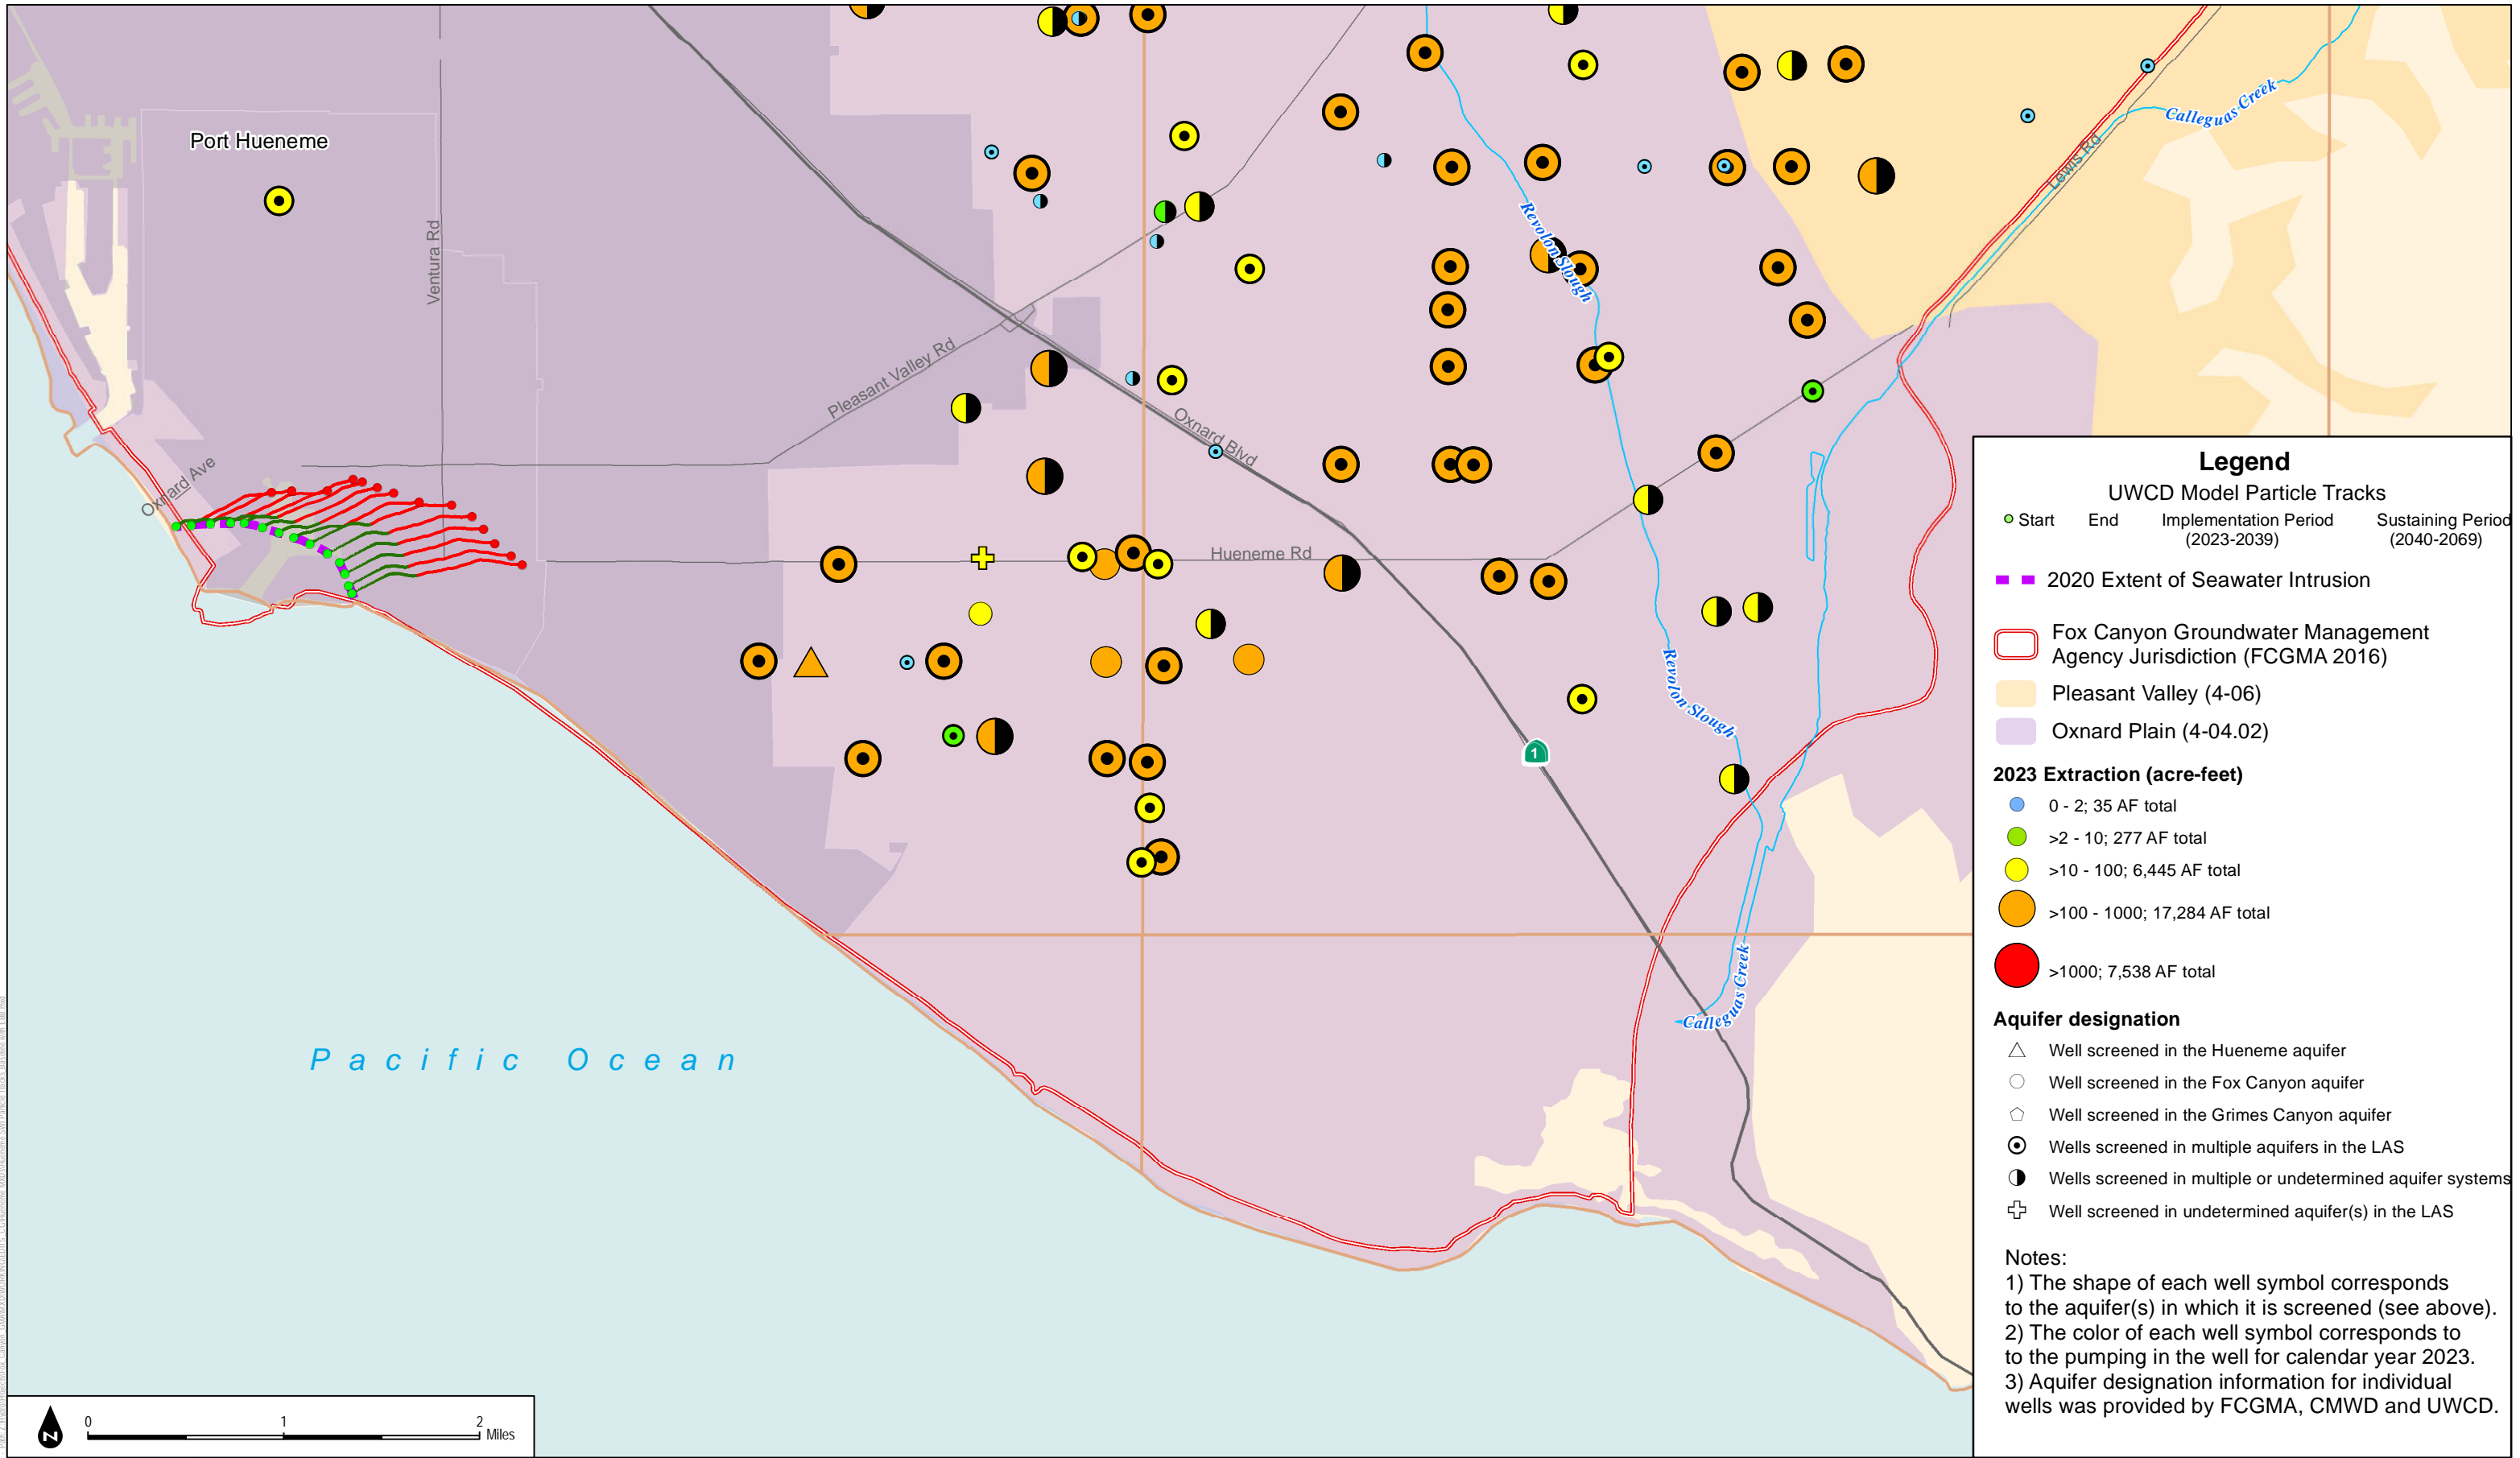 Port Hueneme
Ventura Rd
Oxnard Ave
Pleasant Valley Rd
Oxnard Blvd
Hueneme Rd
Lewis Rd
Calleguas Creek
Revolon Slough
Revolon Slough
1
Calleguas Creek
Pacific Ocean
N
0 1 2
Miles
Legend
UWCD Model Particle Tracks
Start End Implementation Period Sustaining Period
(2023-2039) (2040-2069)
2020 Extent of Seawater Intrusion
Fox Canyon Groundwater Management
Agency Jurisdiction (FCGMA 2016)
Pleasant Valley (4-06)
Oxnard Plain (4-04.02)
2023 Extraction (acre-feet)
0 - 2; 35 AF total
>2 - 10; 277 AF total
>10 - 100; 6,445 AF total
>100 - 1000; 17,284 AF total
>1000; 7,538 AF total
Aquifer designation
Well screened in the Hueneme aquifer
Well screened in the Fox Canyon aquifer
Well screened in the Grimes Canyon aquifer
Wells screened in multiple aquifers in the LAS
Wells screened in multiple or undetermined aquifer systems
Well screened in undetermined aquifer(s) in the LAS
Notes:
1) The shape of each well symbol corresponds
to the aquifer(s) in which it is screened (see above).
2) The color of each well symbol corresponds to
to the pumping in the well for calendar year 2023.
3) Aquifer designation information for individual
wells was provided by FCGMA, CMWD and UWCD.